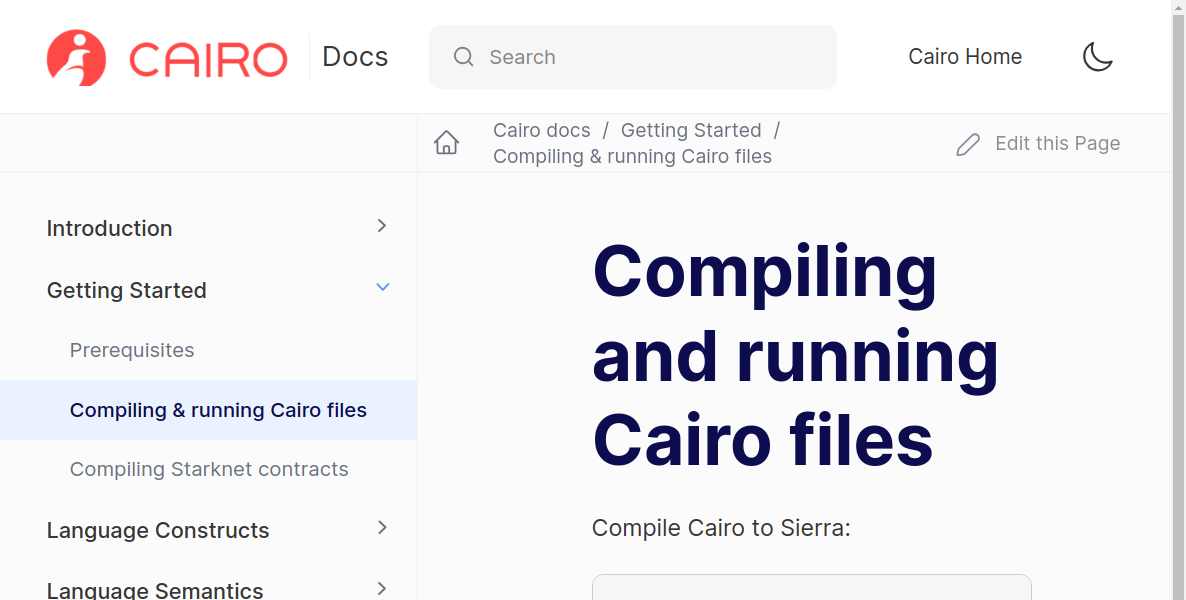 CAIRO Docs
Search
Cairo Home
Cairo docs / Getting Started /
Compiling & running Cairo files
Edit this Page
Introduction
Getting Started
Prerequisites
Compiling & running Cairo files
Compiling Starknet contracts
Language Constructs
Language Semantics
Compiling
and running
Cairo files
Compile Cairo to Sierra: